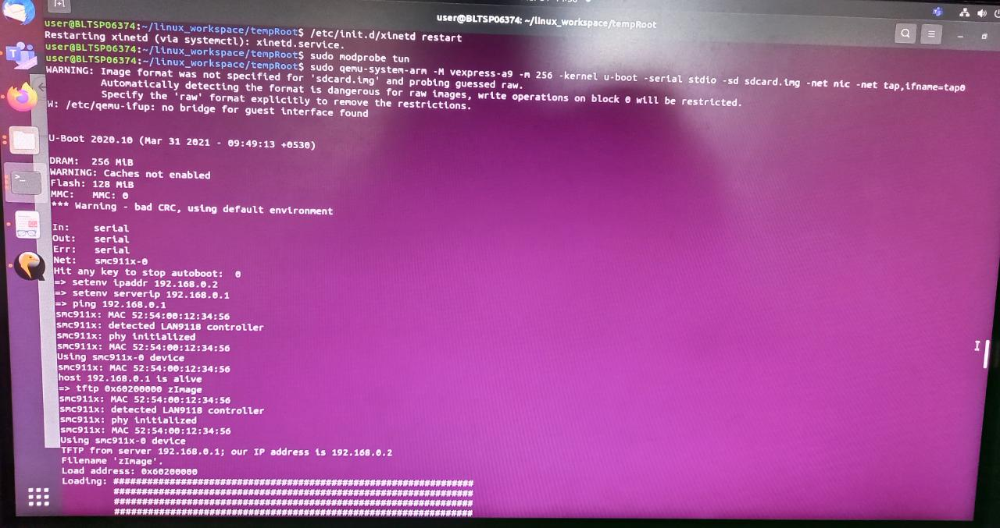 user@BLTSP06374: ~/linux_workspace/tempRoot
user@BLTSP06374:~/linux_workspace/tempRoot$ /etc/init.d/xinetd restart
Restarting xinetd (via systemctl): xinetd.service.
user@BLTSP06374:~/linux_workspace/tempRoot$ sudo modprobe tun
user@BLTSP06374:~/linux_workspace/tempRoot$ sudo qemu-system-arm -M vexpress-a9 -m 256 -kernel u-boot -serial stdio -sd sdcard.img -net nic -net tap,ifname=tap0
WARNING: Image format was not specified for 'sdcard.img' and probing guessed raw.
Automatically detecting the format is dangerous for raw images, write operations on block 0 will be restricted.
Specify the 'raw' format explicitly to remove the restrictions.
W: /etc/qemu-ifup: no bridge for guest interface found
U-Boot 2020.10 (Mar 31 2021 - 09:49:13 +0530)
DRAM:  256 MiB
WARNING: Caches not enabled
Flash: 128 MiB
MMC:   MMC: 0
*** Warning - bad CRC, using default environment
In:    serial
Out:   serial
Err:   serial
Net:   smc911x-0
Hit any key to stop autoboot:  0
=> setenv ipaddr 192.168.0.2
=> setenv serverip 192.168.0.1
=> ping 192.168.0.1
smc911x: MAC 52:54:00:12:34:56
smc911x: detected LAN9118 controller
smc911x: phy initialized
smc911x: MAC 52:54:00:12:34:56
Using smc911x-0 device
smc911x: MAC 52:54:00:12:34:56
host 192.168.0.1 is alive
=> tftp 0x60200000 zImage
smc911x: MAC 52:54:00:12:34:56
smc911x: detected LAN9118 controller
smc911x: phy initialized
smc911x: MAC 52:54:00:12:34:56
Using smc911x-0 device
TFTP from server 192.168.0.1; our IP address is 192.168.0.2
Filename 'zImage'.
Load address: 0x60200000
Loading: #################################################################
#################################################################
#################################################################
#################################################################